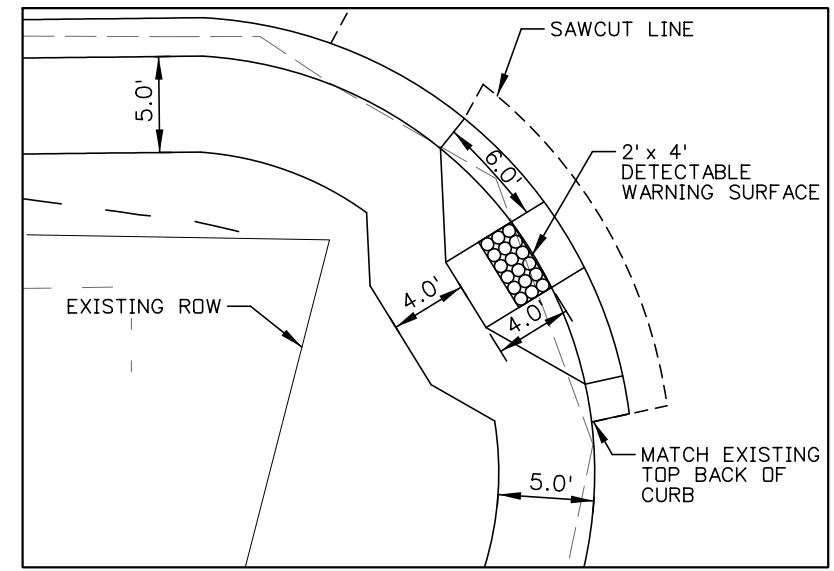 SAWCUT LINE
5.0'
6.0'
2' x 4'
DETECTABLE
WARNING SURFACE
4.0'
EXISTING ROW
4.0'
MATCH EXISTING
TOP BACK OF
CURB
5.0'